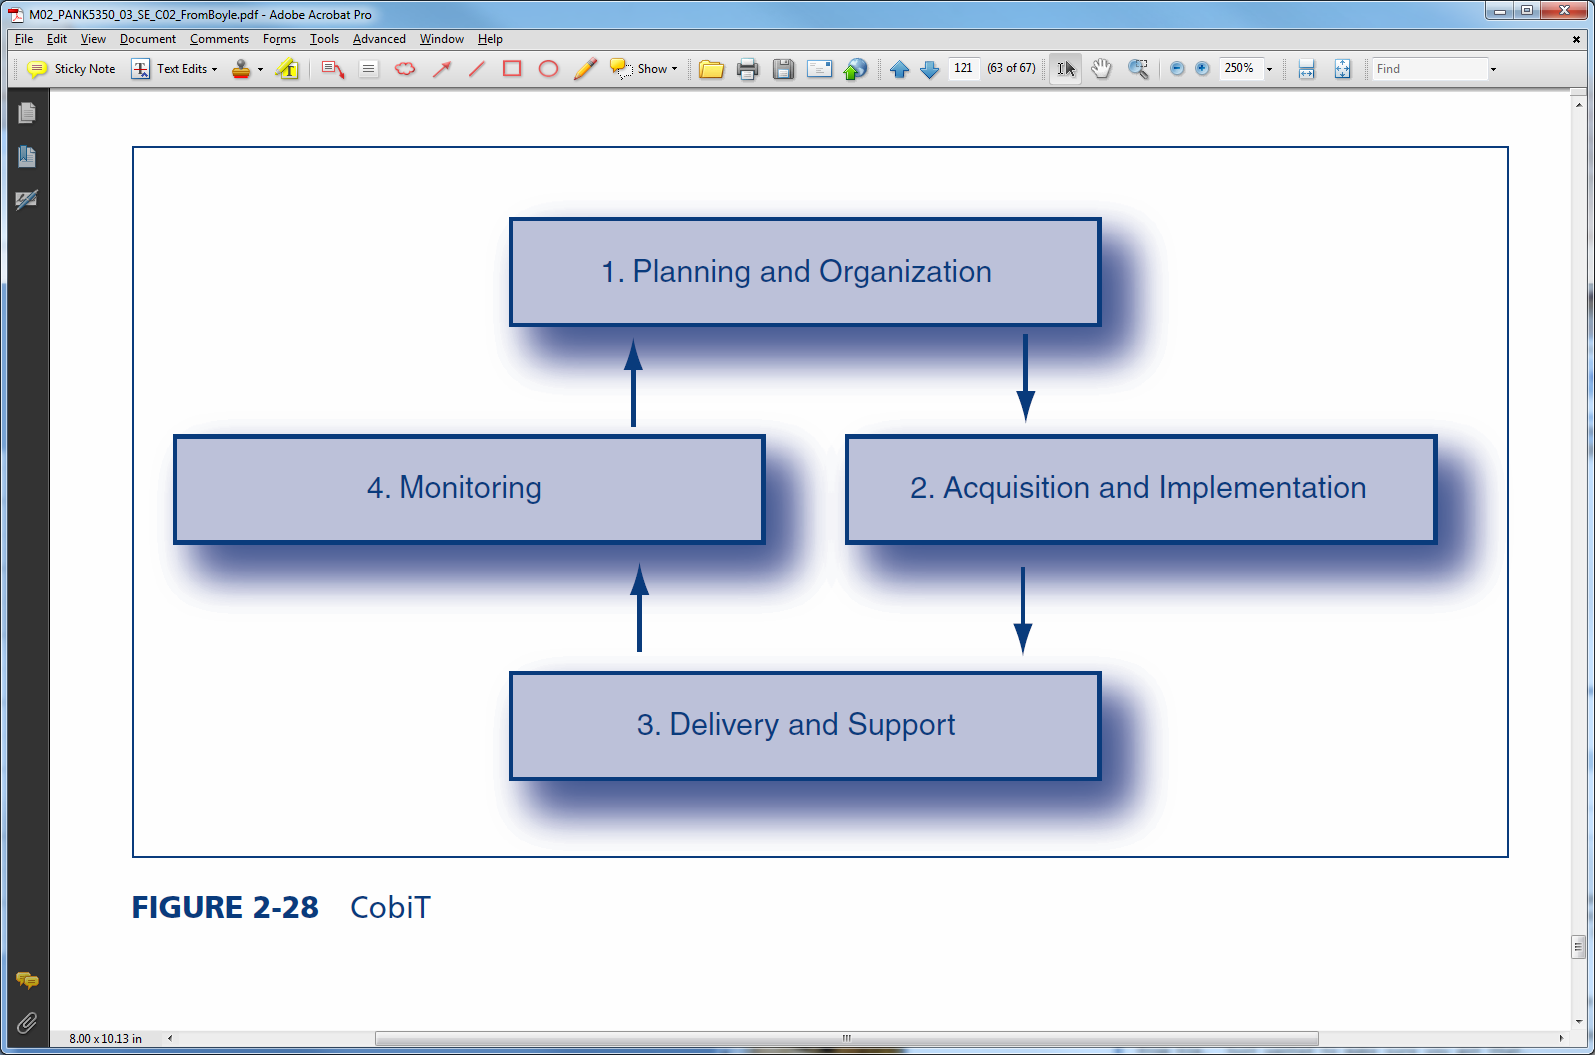 M02_PANK5350_03_SE_C02_FromBoyle.pdf - Adobe Acrobat Pro
File Edit View Document Comments Forms Tools Advanced Window Help
Sticky Note Text Edits Show 121 (63 of 67) 250% Find
1. Planning and Organization
4. Monitoring
2. Acquisition and Implementation
3. Delivery and Support
FIGURE 2-28 CobiT
8.00 x 10.13 in